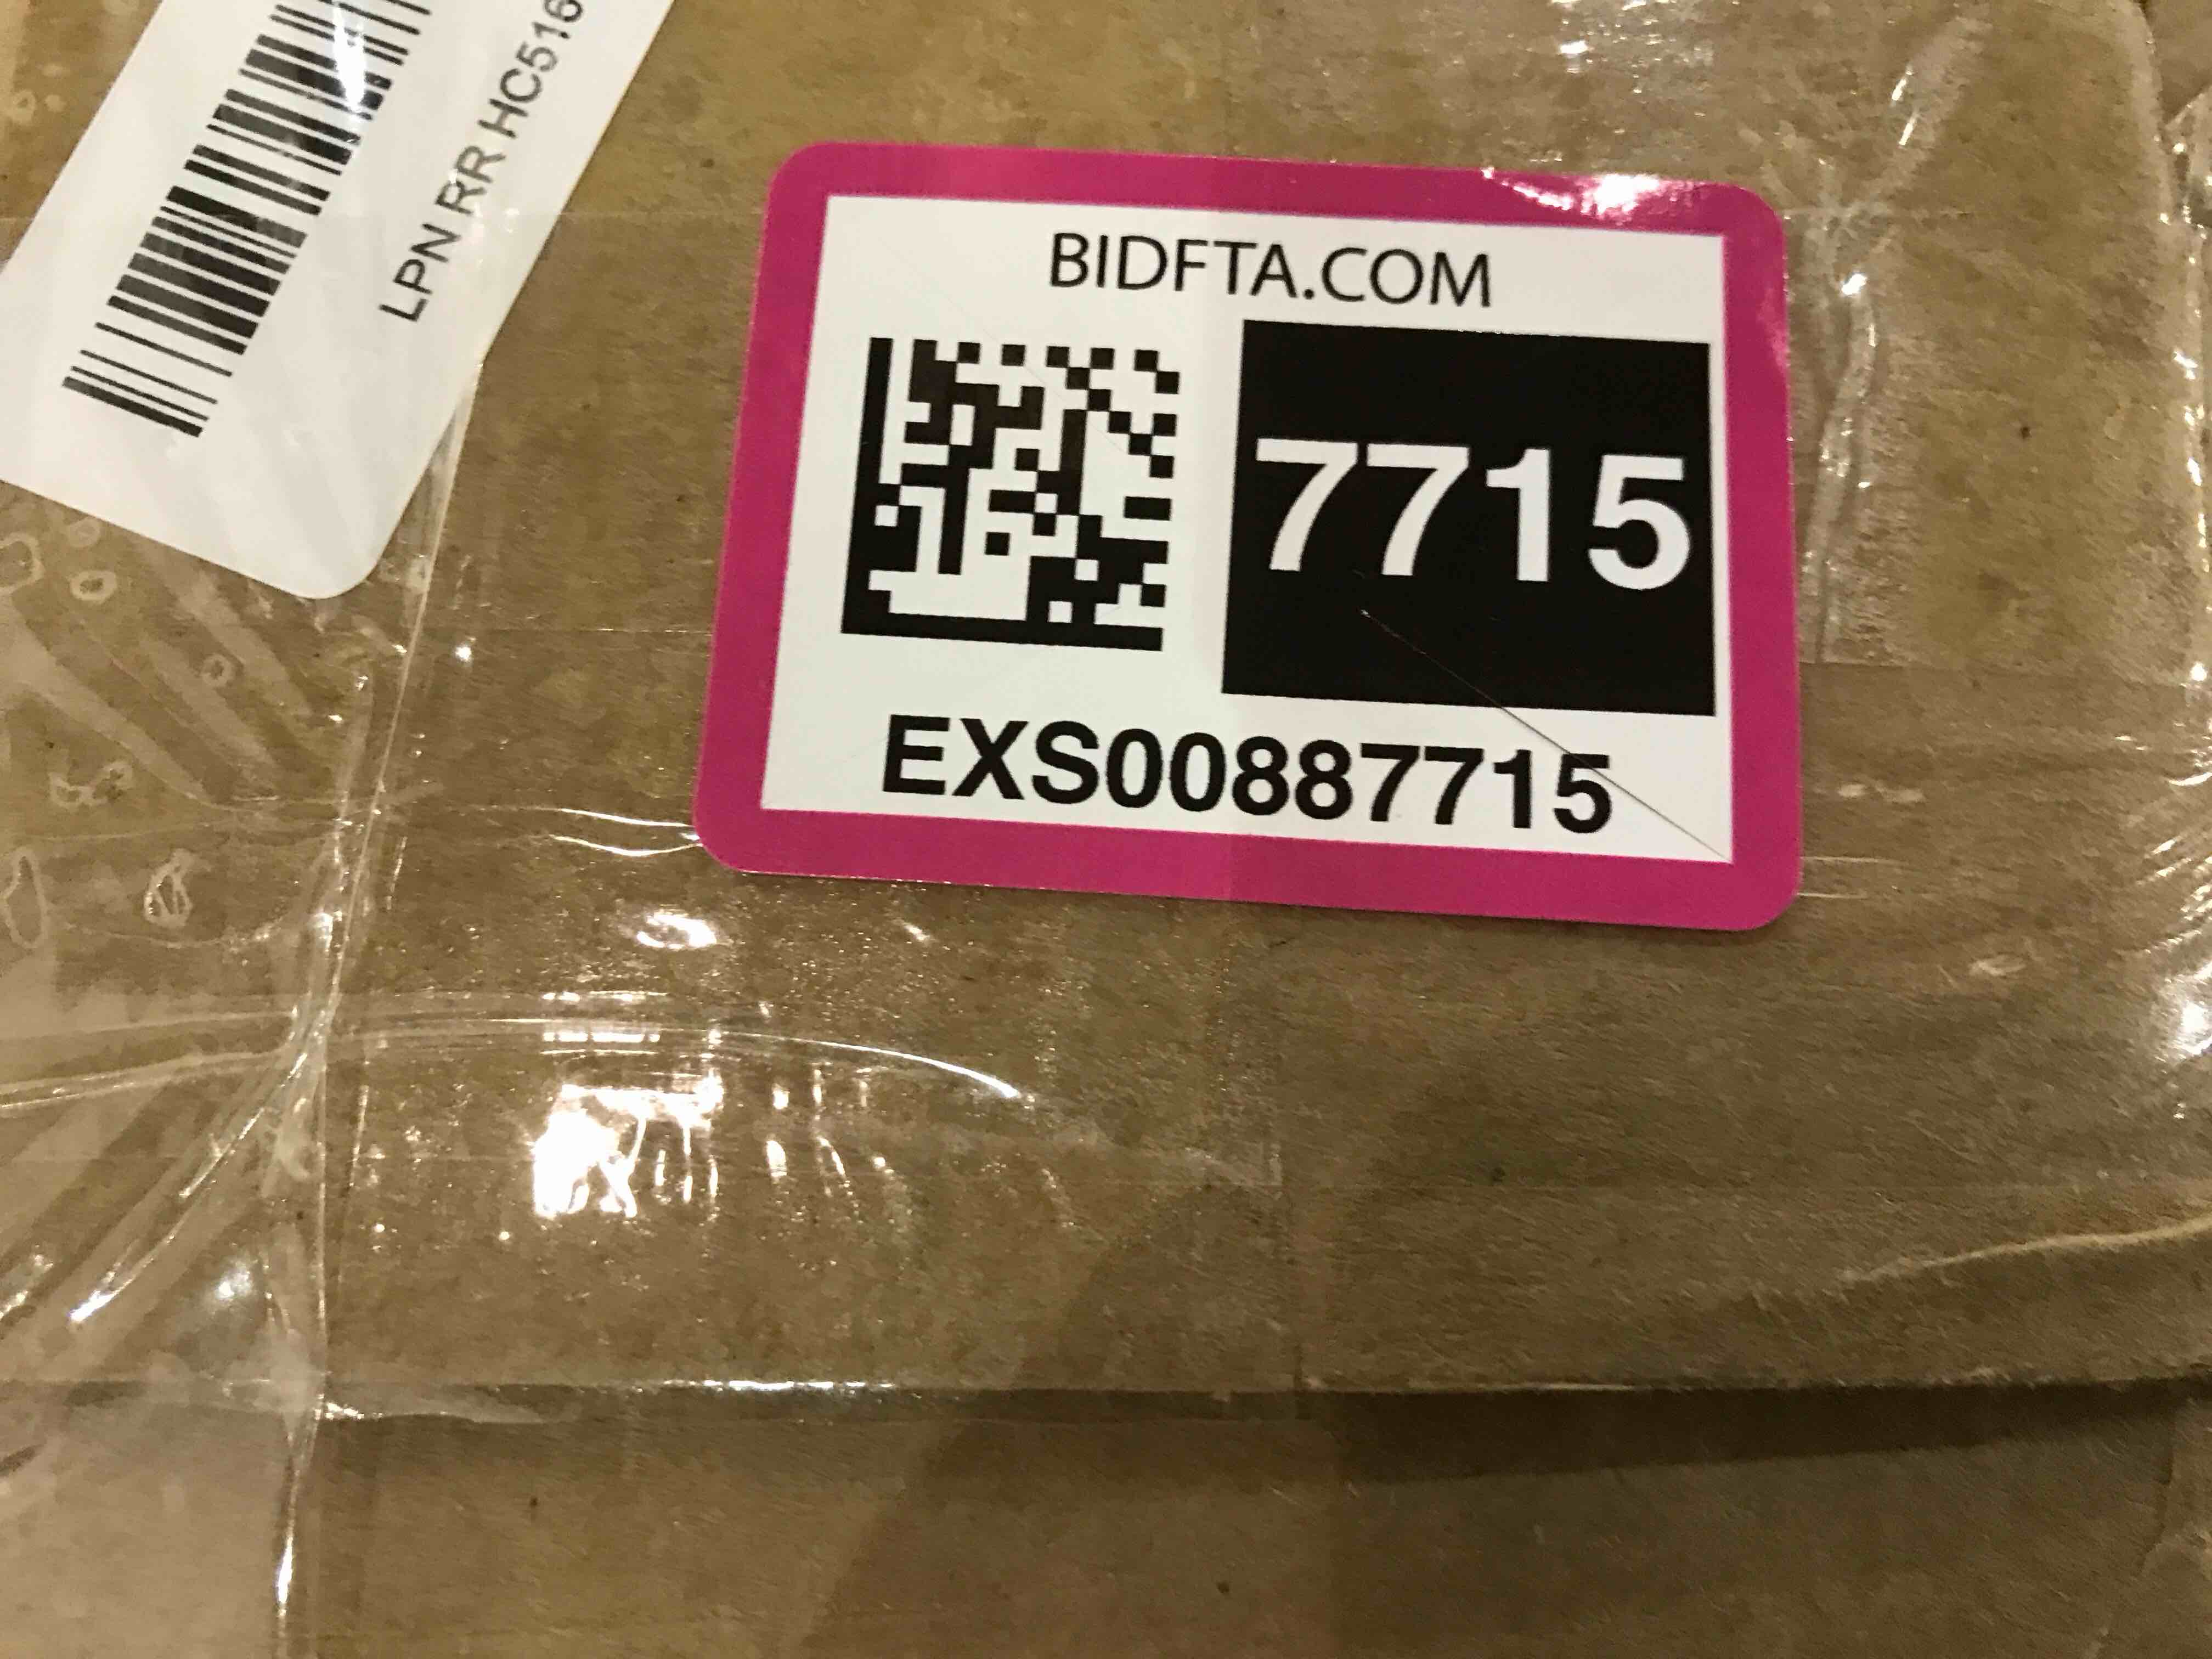 LPN RR HC516
BIDFTA.COM
7715
EXS00887715